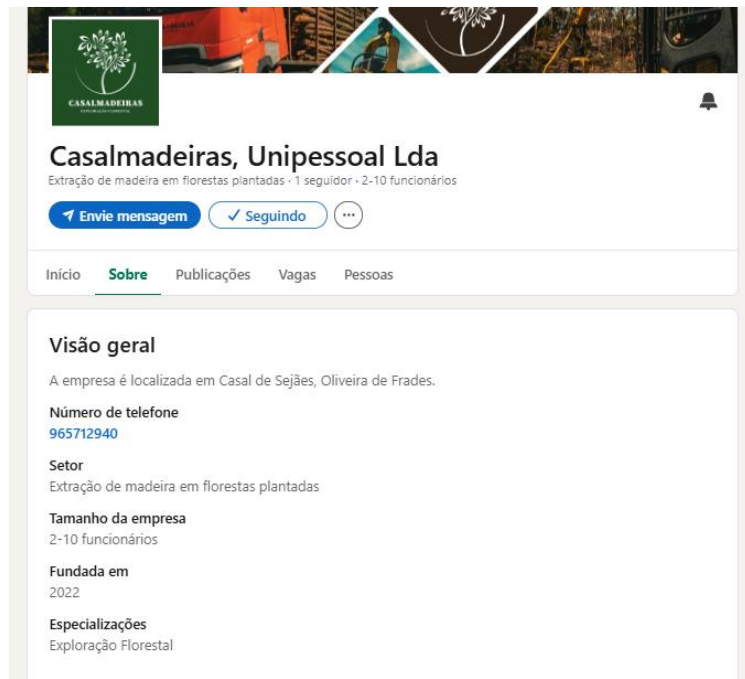 CASALMADEIRAS
EXPLORAÇÃO FLORESTAL
Casalmadeiras, Unipessoal Lda
Extração de madeira em florestas plantadas · 1 seguidor · 2-10 funcionários
Envie mensagem
Seguindo
Início Sobre Publicações Vagas Pessoas
Visão geral
A empresa é localizada em Casal de Sejães, Oliveira de Frades.
Número de telefone
965712940
Setor
Extração de madeira em florestas plantadas
Tamanho da empresa
2-10 funcionários
Fundada em
2022
Especializações
Exploração Florestal